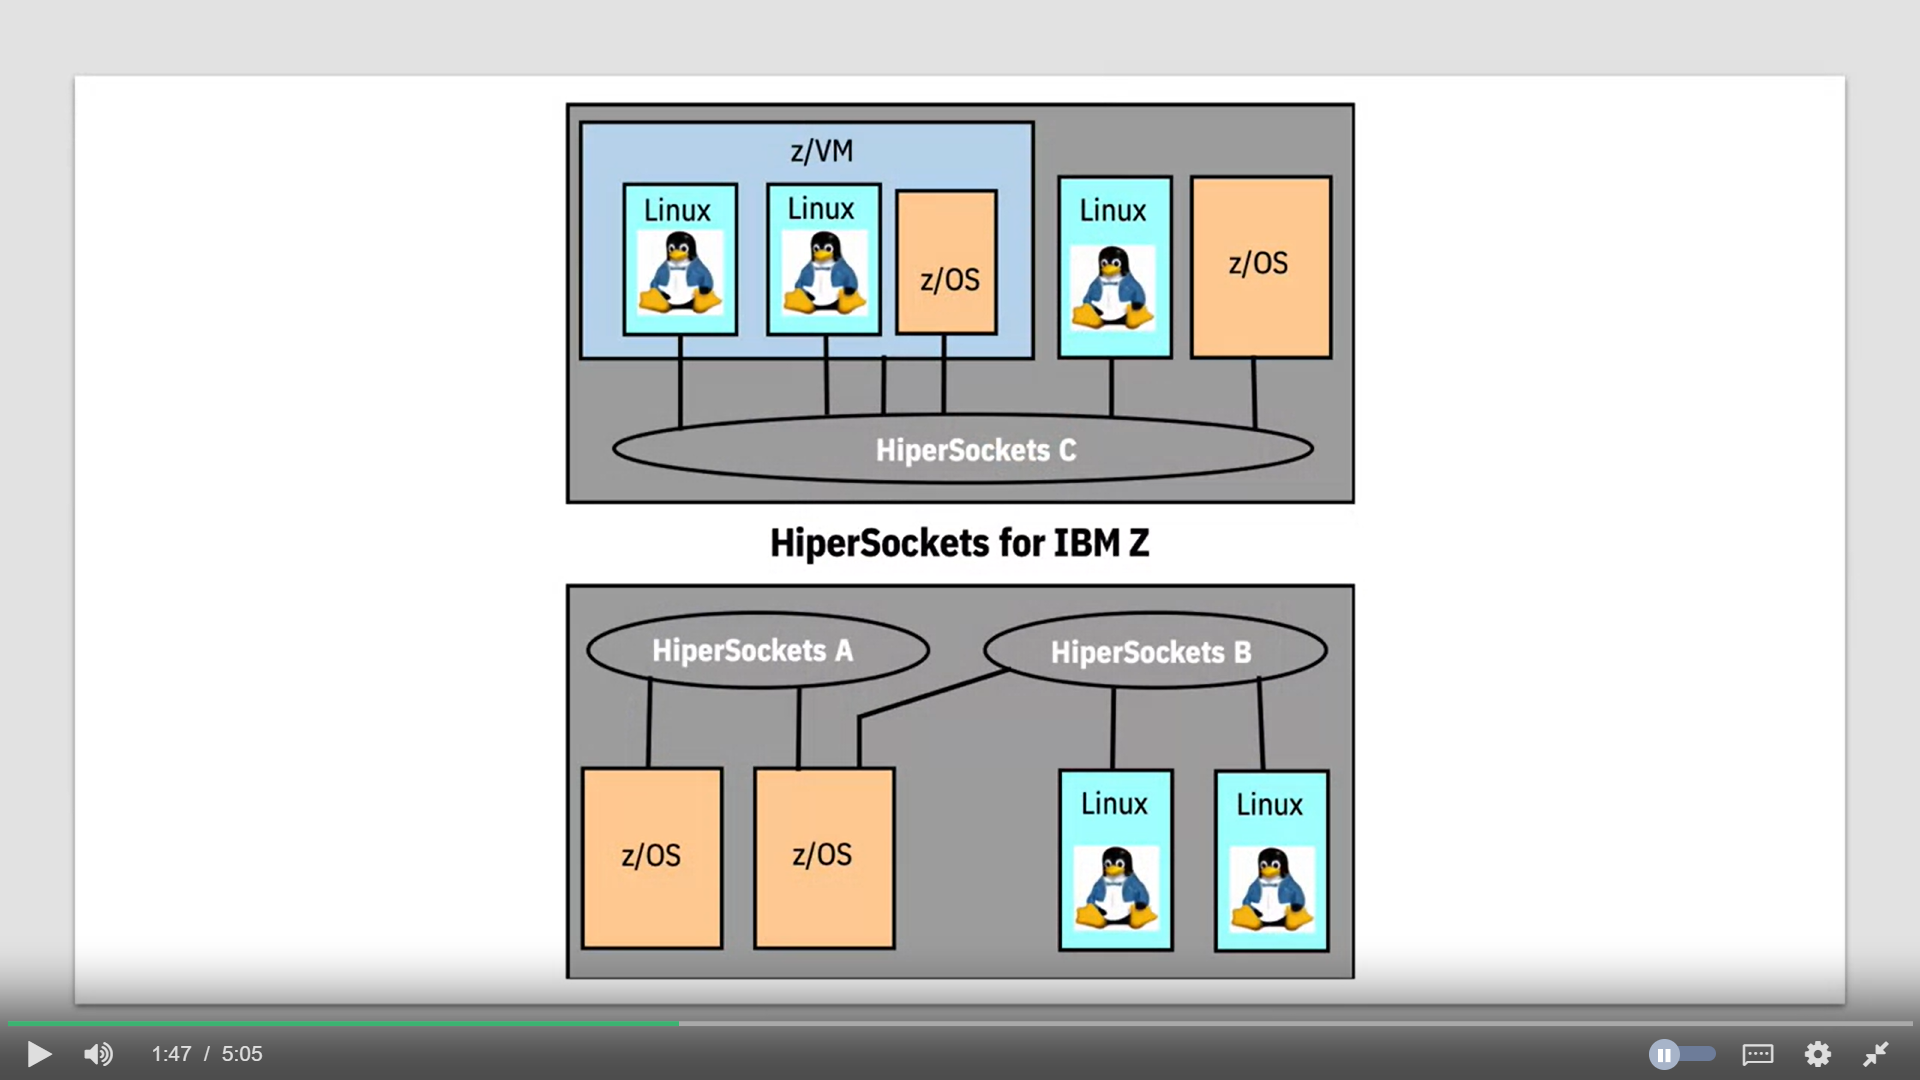 z/VM
Linux
Linux
z/OS
Linux
z/OS
HiperSockets C
HiperSockets for IBM Z
HiperSockets A
HiperSockets B
z/OS
z/OS
Linux
Linux
1:47 / 5:05